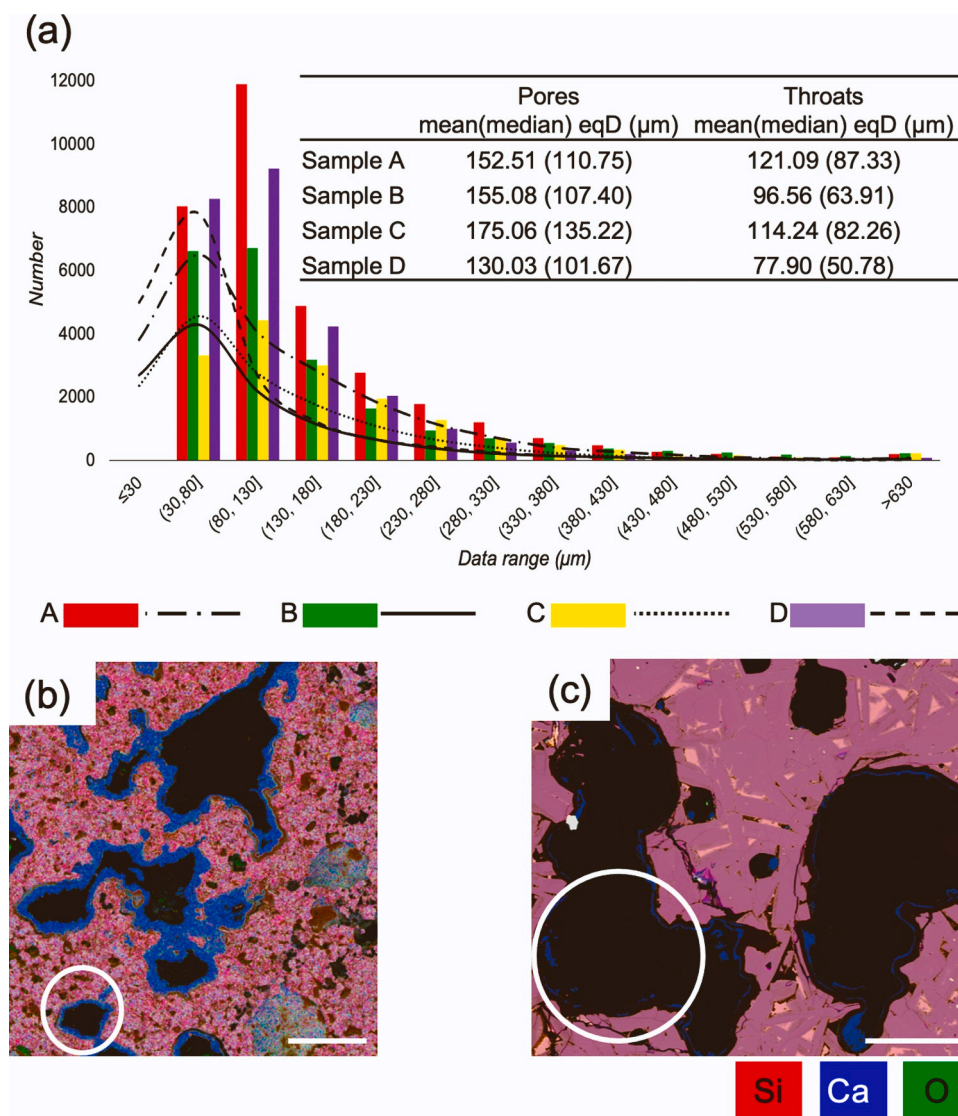 (a)
12000
10000
8000
6000
4000
2000
0
Number
Pores Throats
mean(median) eqD (µm) mean(median) eqD (µm)
Sample A 152.51 (110.75) 121.09 (87.33)
Sample B 155.08 (107.40) 96.56 (63.91)
Sample C 175.06 (135.22) 114.24 (82.26)
Sample D 130.03 (101.67) 77.90 (50.78)
≤30
(30,80]
(80, 130]
(130, 180]
(180, 230]
(230, 280]
(280, 330]
(330, 380]
(380, 430]
(430, 480]
(480, 530]
(530, 580]
(580, 630]
>630
Data range (µm)
A B C D
(b)
(c)
Si Ca O